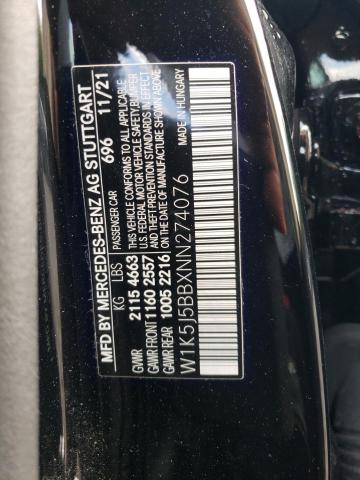 MFD BY MERCEDES-BENZ AG STUTTGART
696 11/21
PASSENGER CAR
KG LBS
GVWR 2115 4663
GAWR FRONT 1160 2557
GAWR REAR 1005 2216
THIS VEHICLE CONFORMS TO ALL APPLICABLE
FEDERAL MOTOR VEHICLE SAFETY, BUMPER
AND THEFT PREVENTION STANDARDS IN EFFECT
ON THE DATE OF MANUFACTURE SHOWN ABOVE.
MADE IN HUNGARY
W1K5J5BBXNN274076